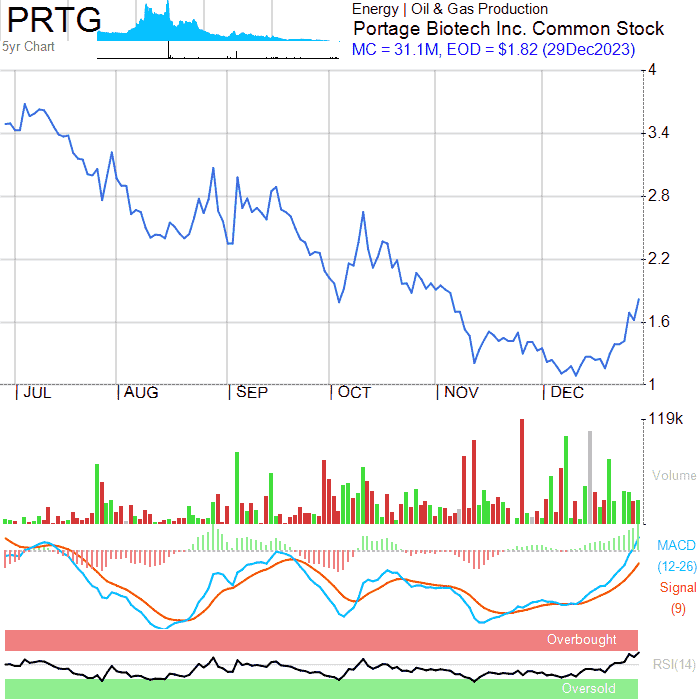 PRTG
5yr Chart
Energy | Oil & Gas Production
Portage Biotech Inc. Common Stock
MC = 31.1M, EOD = $1.82 (29Dec2023)
4
3.4
2.8
2.2
1.6
1
JUL AUG SEP OCT NOV DEC
119k
Volume
MACD
(12-26)
Signal
(9)
Overbought
RSI(14)
Oversold